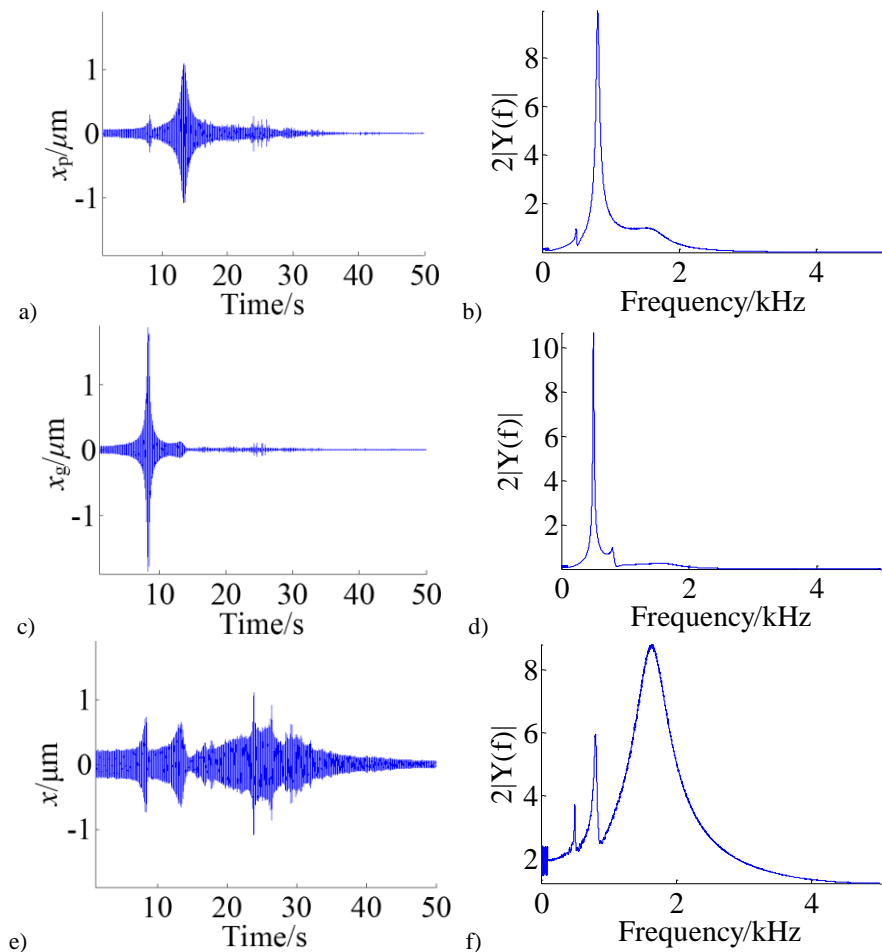 1
0
-1
x_p/μm
10 20 30 40 50
Time/s
a)
8
6
4
2
2|Y(f)|
0 2 4
Frequency/kHz
b)
1
0
-1
x_g/μm
10 20 30 40 50
Time/s
c)
10
8
6
4
2
2|Y(f)|
0 2 4
Frequency/kHz
d)
1
0
-1
x/μm
10 20 30 40 50
Time/s
e)
8
6
4
2
2|Y(f)|
0 2 4
Frequency/kHz
f)